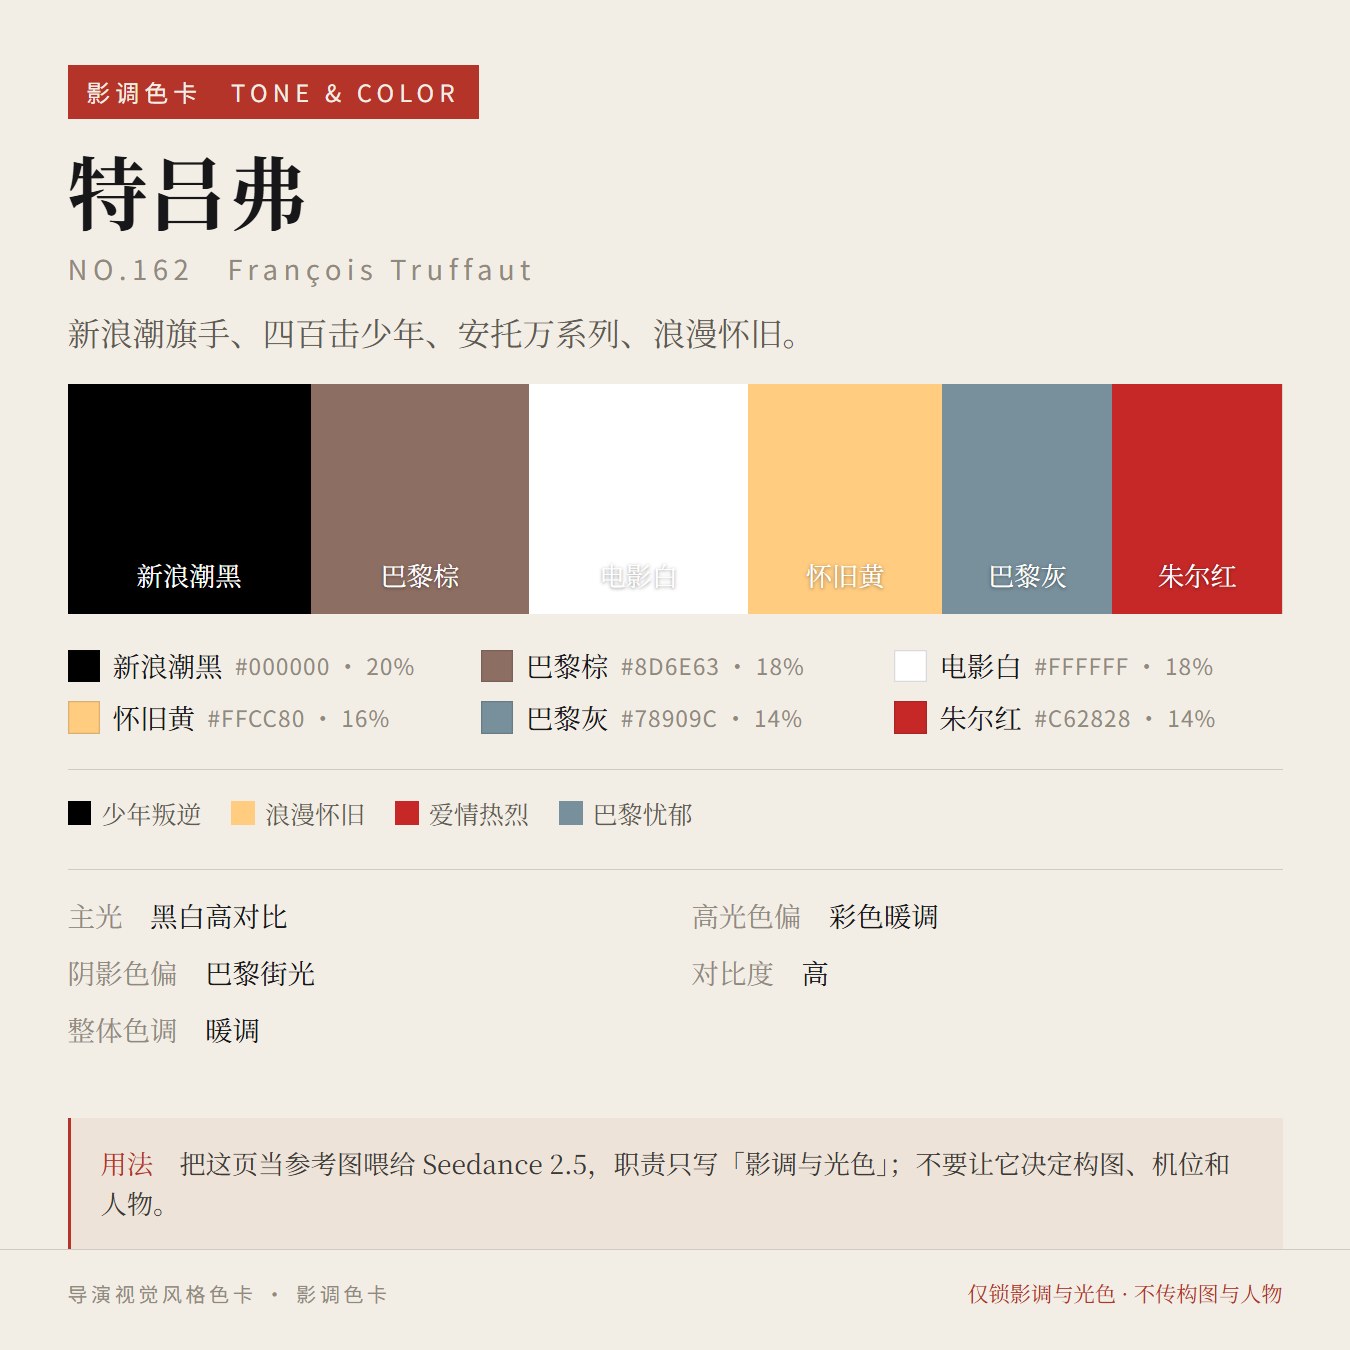 影调色卡 TONE & COLOR
特吕弗
NO.162 François Truffaut
新浪潮旗手、四百击少年、安托万系列、浪漫怀旧。
新浪潮黑 巴黎棕 电影白 怀旧黄 巴黎灰 朱尔红
新浪潮黑 #000000 · 20% 巴黎棕 #8D6E63 · 18% 电影白 #FFFFFF · 18%
怀旧黄 #FFCC80 · 16% 巴黎灰 #78909C · 14% 朱尔红 #C62828 · 14%
少年叛逆 浪漫怀旧 爱情热烈 巴黎忧郁
主光 黑白高对比 高光色偏 彩色暖调
阴影色偏 巴黎街光 对比度 高
整体色调 暖调
用法 把这页当参考图喂给 Seedance 2.5，职责只写「影调与光色」；不要让它决定构图、机位和
人物。
导演视觉风格色卡 · 影调色卡 仅锁影调与光色 · 不传构图与人物